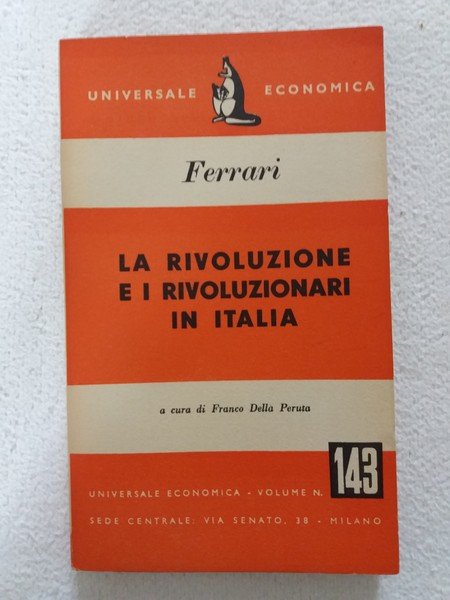 UNIVERSALE ECONOMICA
Ferrari
LA RIVOLUZIONE
E I RIVOLUZIONARI
IN ITALIA
a cura di Franco Della Peruta
UNIVERSALE ECONOMICA - VOLUME N. 143
SEDE CENTRALE: VIA SENATO, 38 - MILANO